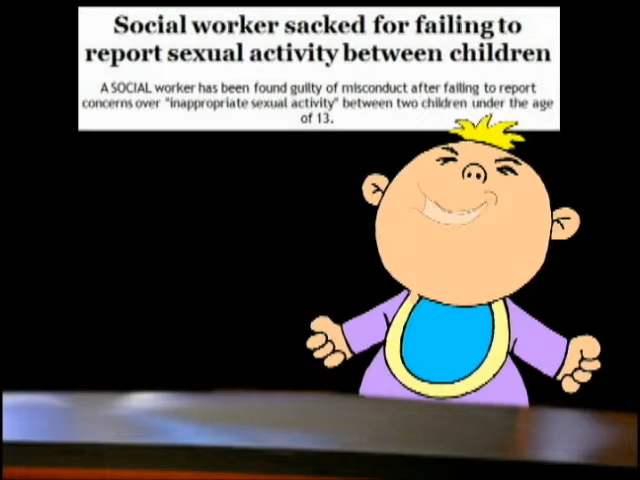 Social worker sacked for failing to
report sexual activity between children
A SOCIAL worker has been found guilty of misconduct after failing to report
concerns over "inappropriate sexual activity" between two children under the age
of 13.